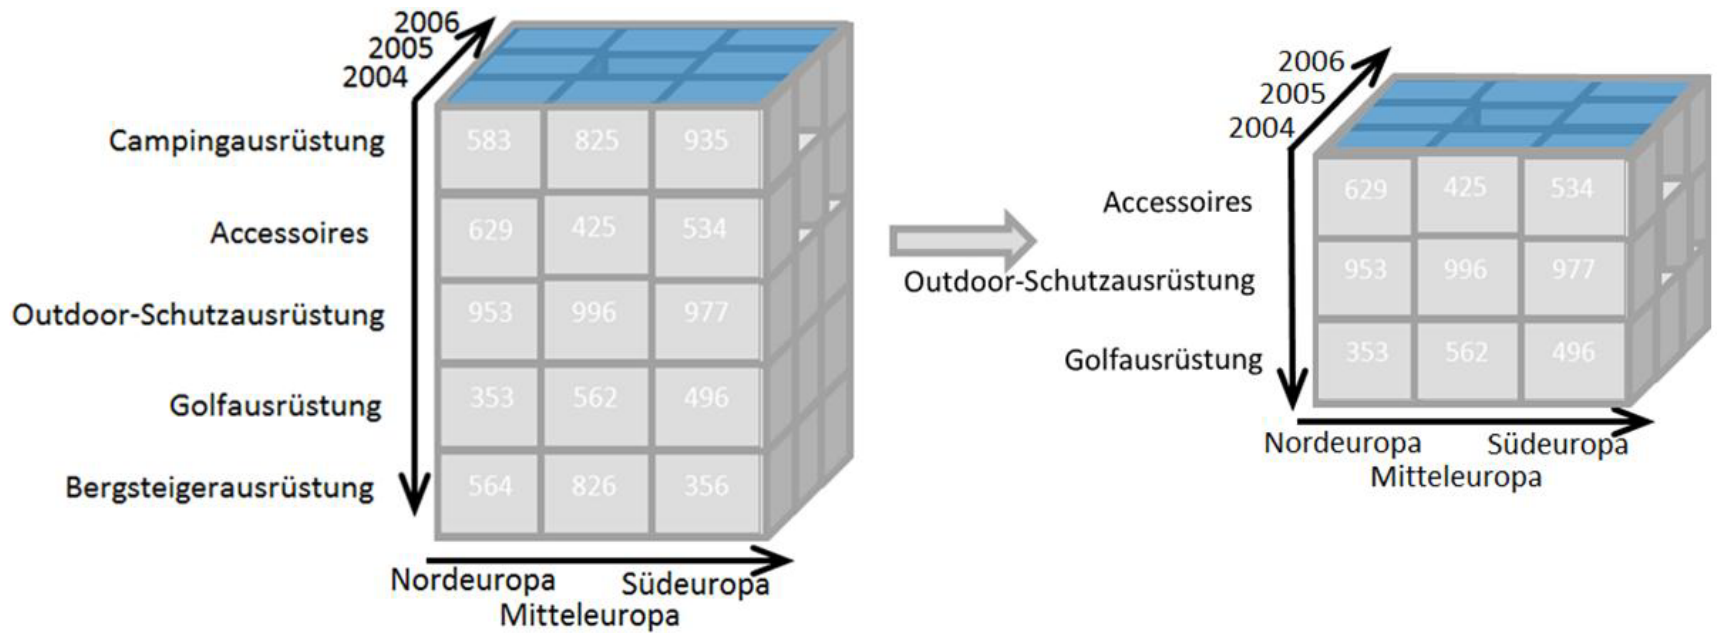 2006
2005
2004
Campingausrüstung
583 825 935
Accessoires
629 425 534
Outdoor-Schutzausrüstung
953 996 977
Golfausrüstung
353 562 496
Bergsteigerausrüstung
564 826 356
Nordeuropa
Südeuropa
Mitteleuropa
2006
2005
2004
Accessoires
629 425 534
Outdoor-Schutzausrüstung
953 996 977
Golfausrüstung
353 562 496
Nordeuropa
Südeuropa
Mitteleuropa